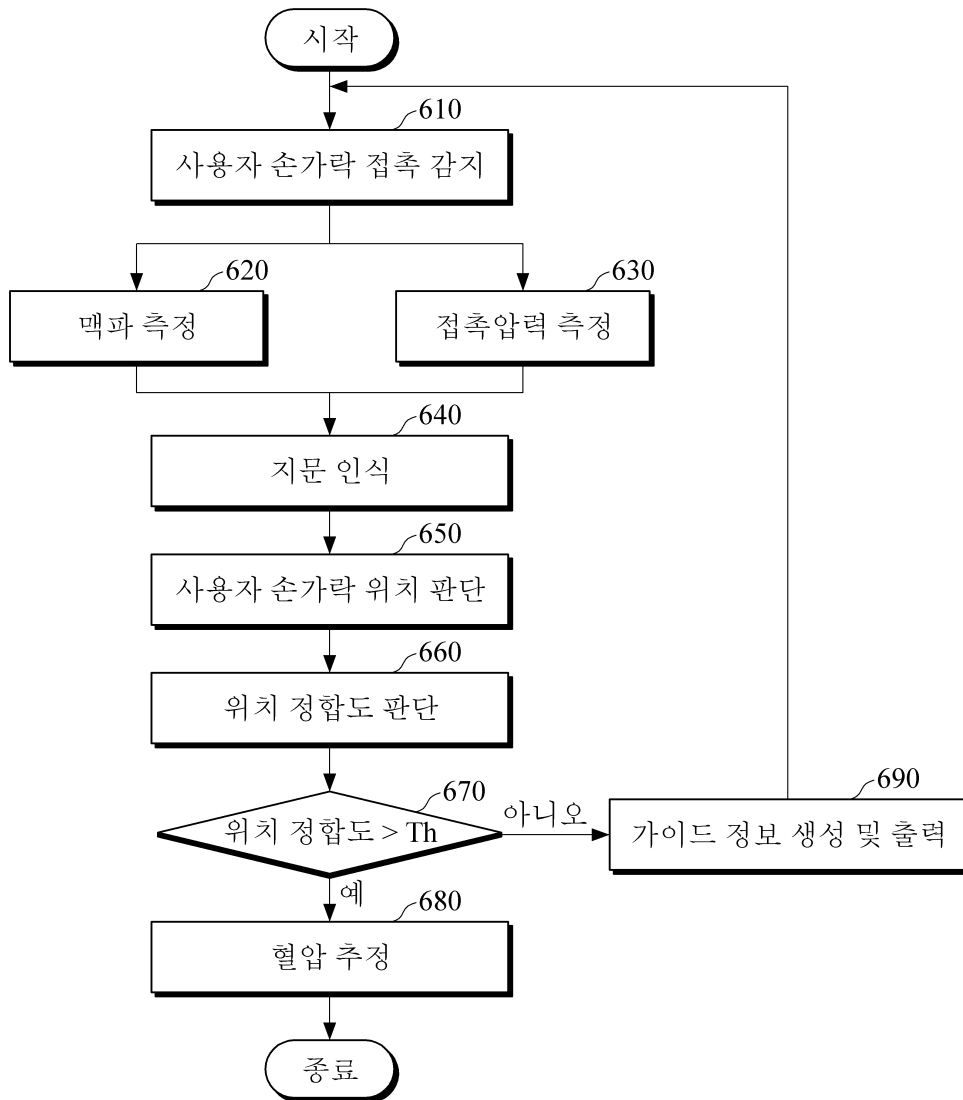 시작
610
사용자 손가락 접촉 감지
620
맥파 측정
630
접촉압력 측정
640
지문 인식
650
사용자 손가락 위치 판단
660
위치 정합도 판단
670
위치 정합도 > Th
아니오
690
가이드 정보 생성 및 출력
예
680
혈압 추정
종료